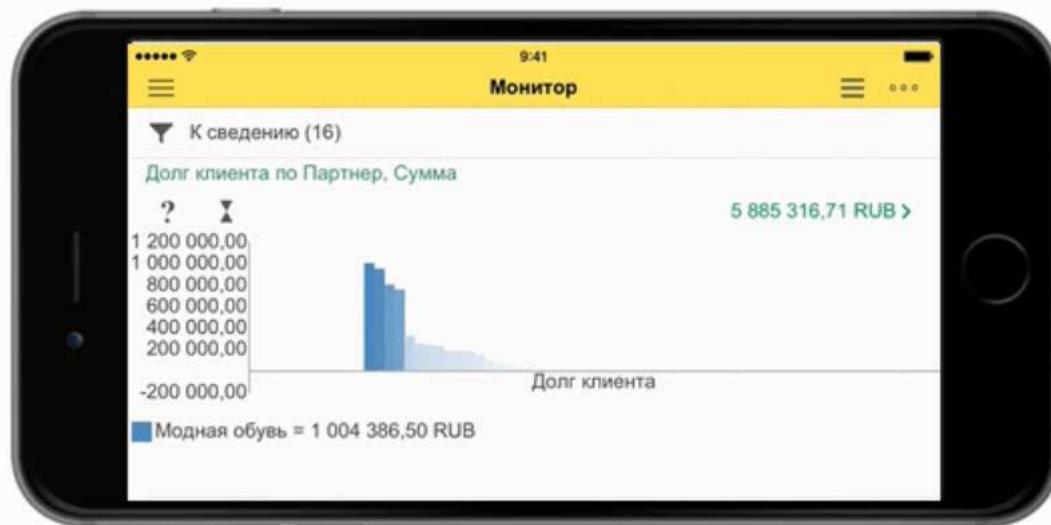 9:41
Монитор
К сведению (16)
Долг клиента по Партнер, Сумма
?
5 885 316,71 RUB >
1 200 000,00
1 000 000,00
800 000,00
600 000,00
400 000,00
200 000,00
-200 000,00
Долг клиента
Модная обувь = 1 004 386,50 RUB